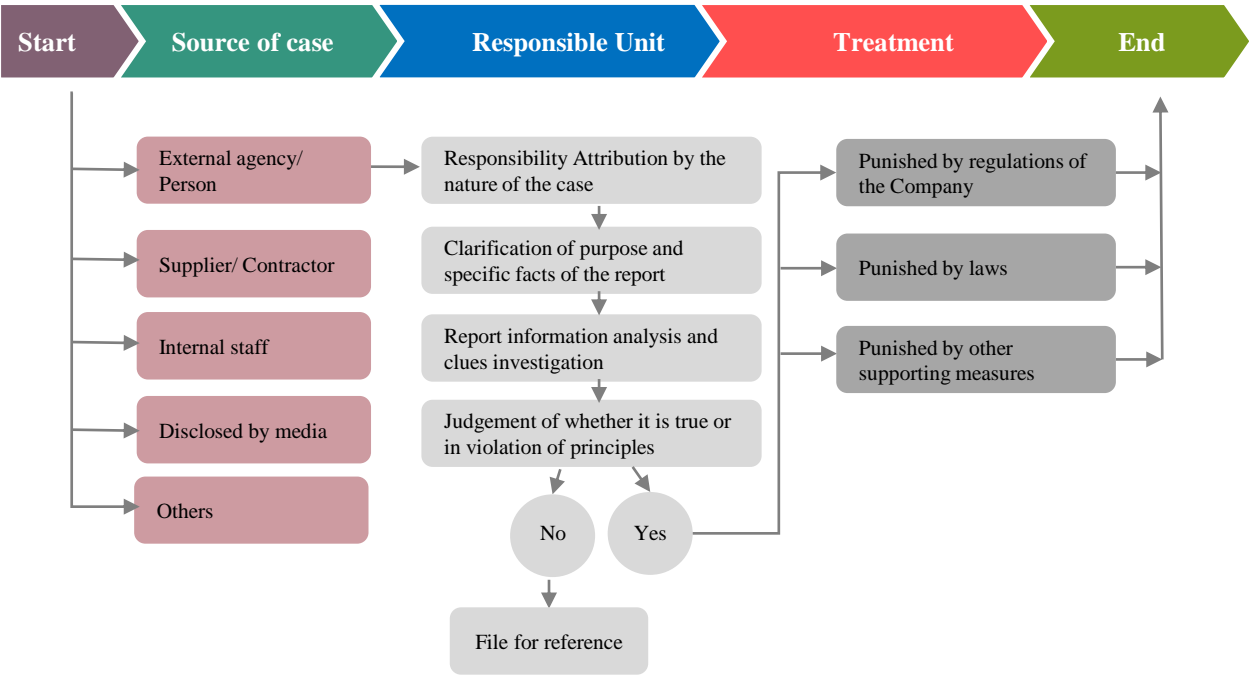 Start
Source of case
Responsible Unit
Treatment
End
External agency/
Person
Supplier/ Contractor
Internal staff
Disclosed by media
Others
Responsibility Attribution by the
nature of the case
Clarification of purpose and
specific facts of the report
Report information analysis and
clues investigation
Judgement of whether it is true or
in violation of principles
No
Yes
File for reference
Punished by regulations of
the Company
Punished by laws
Punished by other
supporting measures